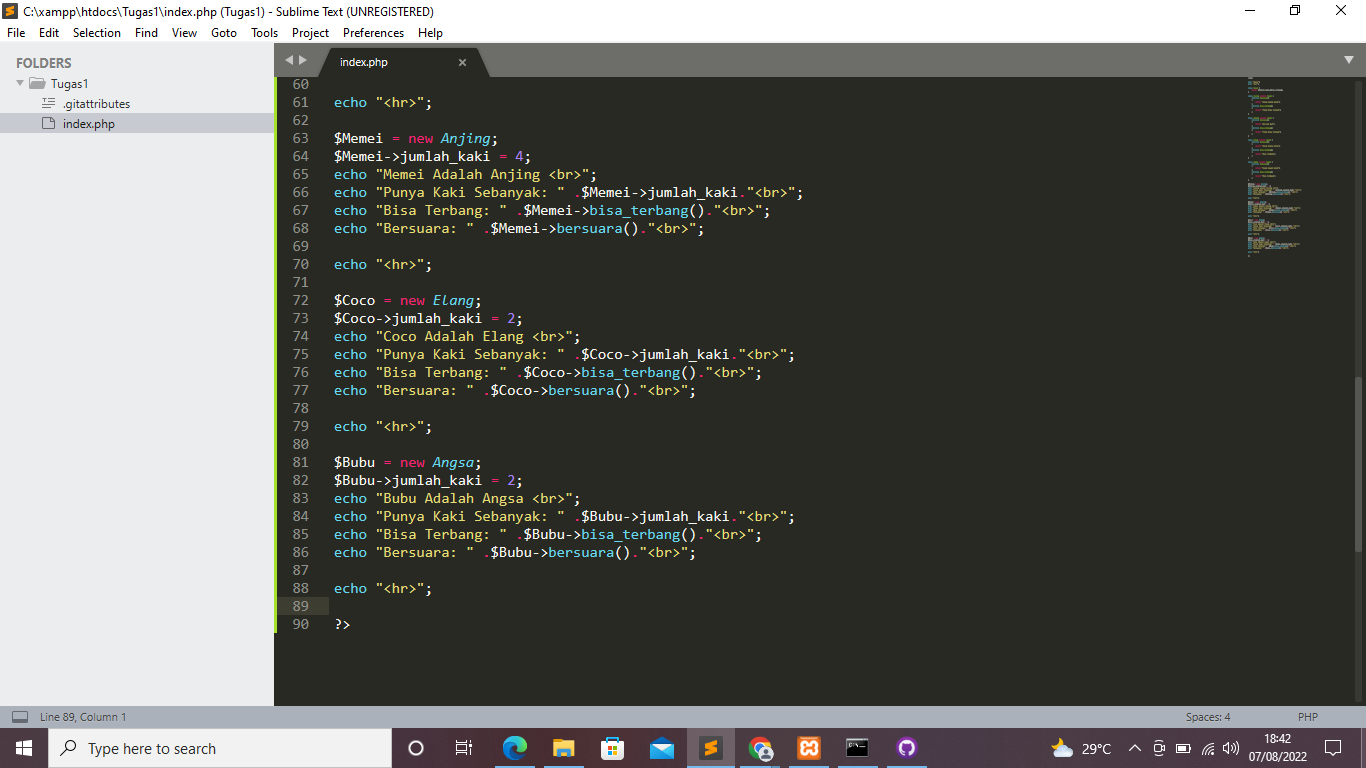 C:\xampp\htdocs\Tugas1\index.php (Tugas1) - Sublime Text (UNREGISTERED)
File Edit Selection Find View Goto Tools Project Preferences Help
FOLDERS
Tugas1
.gitattributes
index.php
index.php
60
61 echo "<hr>";
62
63 $Memei = new Anjing;
64 $Memei->jumlah_kaki = 4;
65 echo "Memei Adalah Anjing <br>";
66 echo "Punya Kaki Sebanyak: " .$Memei->jumlah_kaki."<br>";
67 echo "Bisa Terbang: " .$Memei->bisa_terbang()."<br>";
68 echo "Bersuara: " .$Memei->bersuara()."<br>";
69
70 echo "<hr>";
71
72 $Coco = new Elang;
73 $Coco->jumlah_kaki = 2;
74 echo "Coco Adalah Elang <br>";
75 echo "Punya Kaki Sebanyak: " .$Coco->jumlah_kaki."<br>";
76 echo "Bisa Terbang: " .$Coco->bisa_terbang()."<br>";
77 echo "Bersuara: " .$Coco->bersuara()."<br>";
78
79 echo "<hr>";
80
81 $Bubu = new Angsa;
82 $Bubu->jumlah_kaki = 2;
83 echo "Bubu Adalah Angsa <br>";
84 echo "Punya Kaki Sebanyak: " .$Bubu->jumlah_kaki."<br>";
85 echo "Bisa Terbang: " .$Bubu->bisa_terbang()."<br>";
86 echo "Bersuara: " .$Bubu->bersuara()."<br>";
87
88 echo "<hr>";
89
90 ?>
Line 89, Column 1
Spaces: 4
PHP
Type here to search
29°C
18:42
07/08/2022